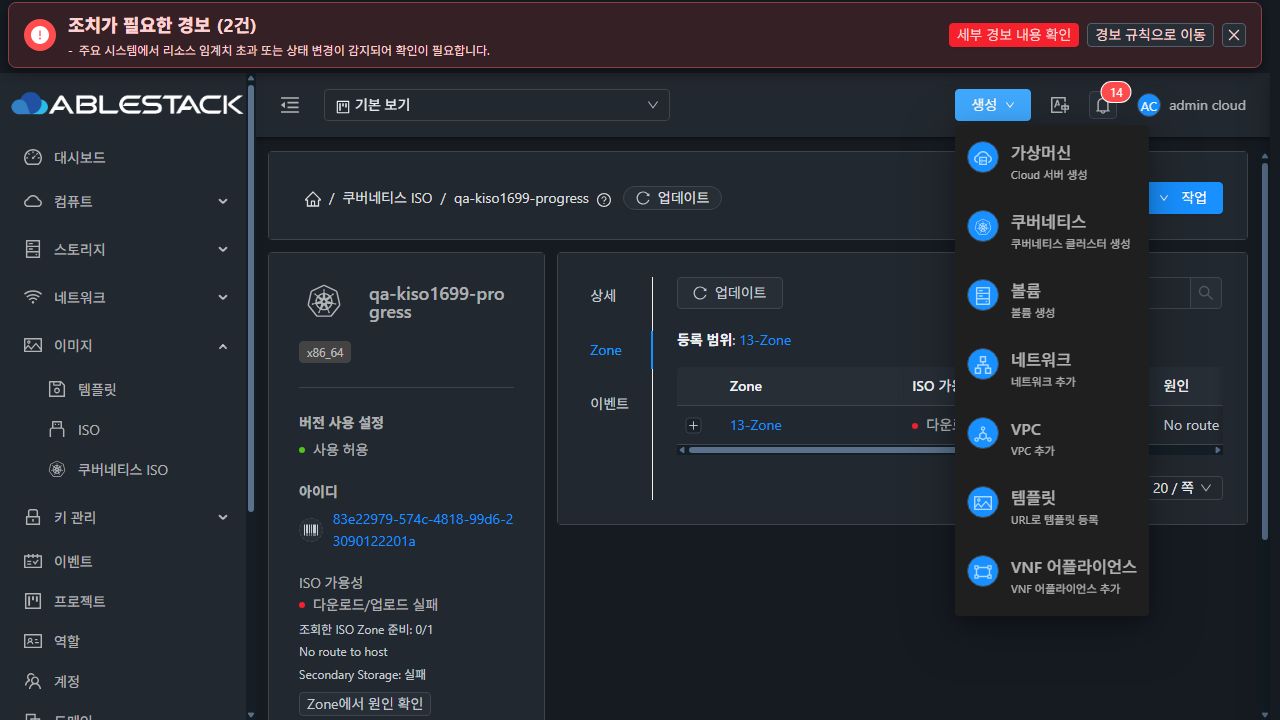 조치가 필요한 경보 (2건)
- 주요 시스템에서 리소스 임계치 초과 또는 상태 변경이 감지되어 확인이 필요합니다.
세부 경보 내용 확인
경보 규칙으로 이동
ABLESTACK
기본 보기
생성
14
AC
admin cloud
대시보드
컴퓨트
스토리지
네트워크
이미지
템플릿
ISO
쿠버네티스 ISO
키 관리
이벤트
프로젝트
역할
계정
/ 쿠버네티스 ISO / qa-kiso1699-progress
업데이트
작업
qa-kiso1699-pro
gress
x86_64
버전 사용 설정
사용 허용
아이디
83e22979-574c-4818-99d6-2
3090122201a
ISO 가용성
다운로드/업로드 실패
조회한 ISO Zone 준비: 0/1
No route to host
Secondary Storage: 실패
Zone에서 원인 확인
상세
Zone
이벤트
업데이트
등록 범위: 13-Zone
Zone
ISO
원인
13-Zone
No route
20 / 쪽
가상머신
Cloud 서버 생성
쿠버네티스
쿠버네티스 클러스터 생성
볼륨
볼륨 생성
네트워크
네트워크 추가
VPC
VPC 추가
템플릿
URL로 템플릿 등록
VNF 어플라이언스
VNF 어플라이언스 추가